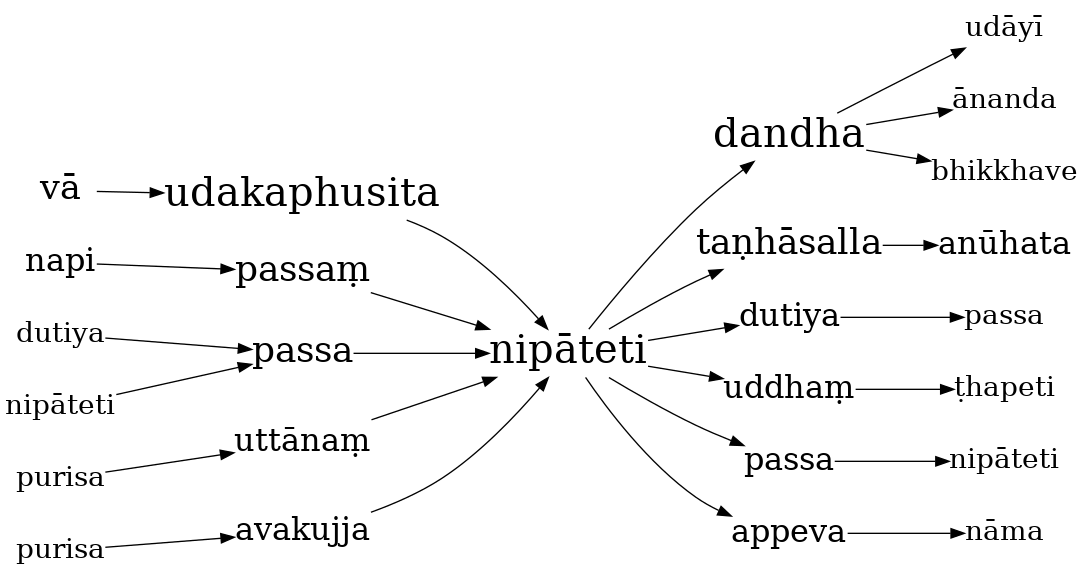 udāyī
ānanda
dandha
bhikkhave
vā
udakaphusita
taṇhāsalla
anūhata
napi
passaṃ
dutiya
passa
dutiya
passa
nipāteti
uddhaṃ
ṭhapeti
nipāteti
uttānaṃ
passa
nipāteti
purisa
avakujja
appeva
nāma
purisa